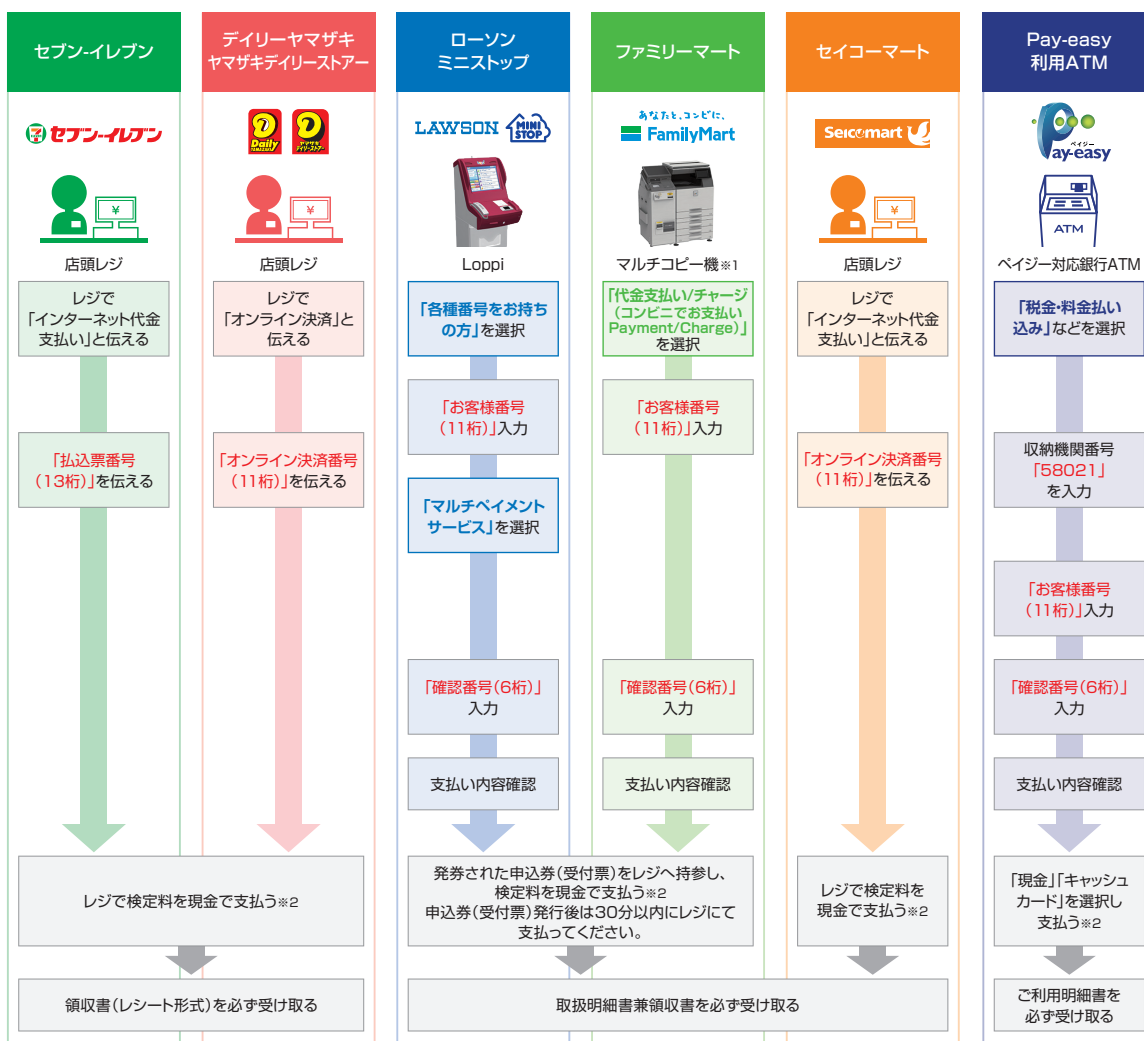 セブン-イレブン
デイリーヤマザキ
ヤマザキデイリーストアー
ローソン
ミニストップ
ファミリーマート
セイコーマート
Pay-easy
利用ATM
セブン-イレブン
Daily
YAMAZAKI
ヤマザキ
デイリーストアー
LAWSON
MINI
STOP
あなたと、コンビに、
FamilyMart
Seicomart
ペイジー
Pay-easy
¥
¥
¥
ATM
店頭レジ
店頭レジ
Loppi
マルチコピー機※1
店頭レジ
ペイジー対応銀行ATM
レジで
「インターネット代金
支払い」と伝える
「払込票番号
(13桁)」を伝える
レジで
「オンライン決済」と
伝える
「オンライン決済番号
(11桁)」を伝える
「各種番号をお持ち
の方」を選択
「お客様番号
(11桁)」入力
「マルチペイメント
サービス」を選択
「確認番号(6桁)」
入力
支払い内容確認
「代金支払い/チャージ
(コンビニでお支払い
Payment/Charge)」
を選択
「お客様番号
(11桁)」入力
「確認番号(6桁)」
入力
支払い内容確認
レジで
「インターネット代金
支払い」と伝える
「オンライン決済番号
(11桁)」を伝える
「税金・料金払い
込み」などを選択
収納機関番号
「58021」
を入力
「お客様番号
(11桁)」入力
「確認番号(6桁)」
入力
支払い内容確認
レジで検定料を現金で支払う※2
発券された申込券(受付票)をレジへ持参し、
検定料を現金で支払う※2
申込券(受付票)発行後は30分以内にレジにて
支払ってください。
レジで検定料を
現金で支払う※2
「現金」「キャッシュ
カード」を選択し
支払う※2
領収書(レシート形式)を必ず受け取る
取扱明細書兼領収書を必ず受け取る
ご利用明細書を
必ず受け取る